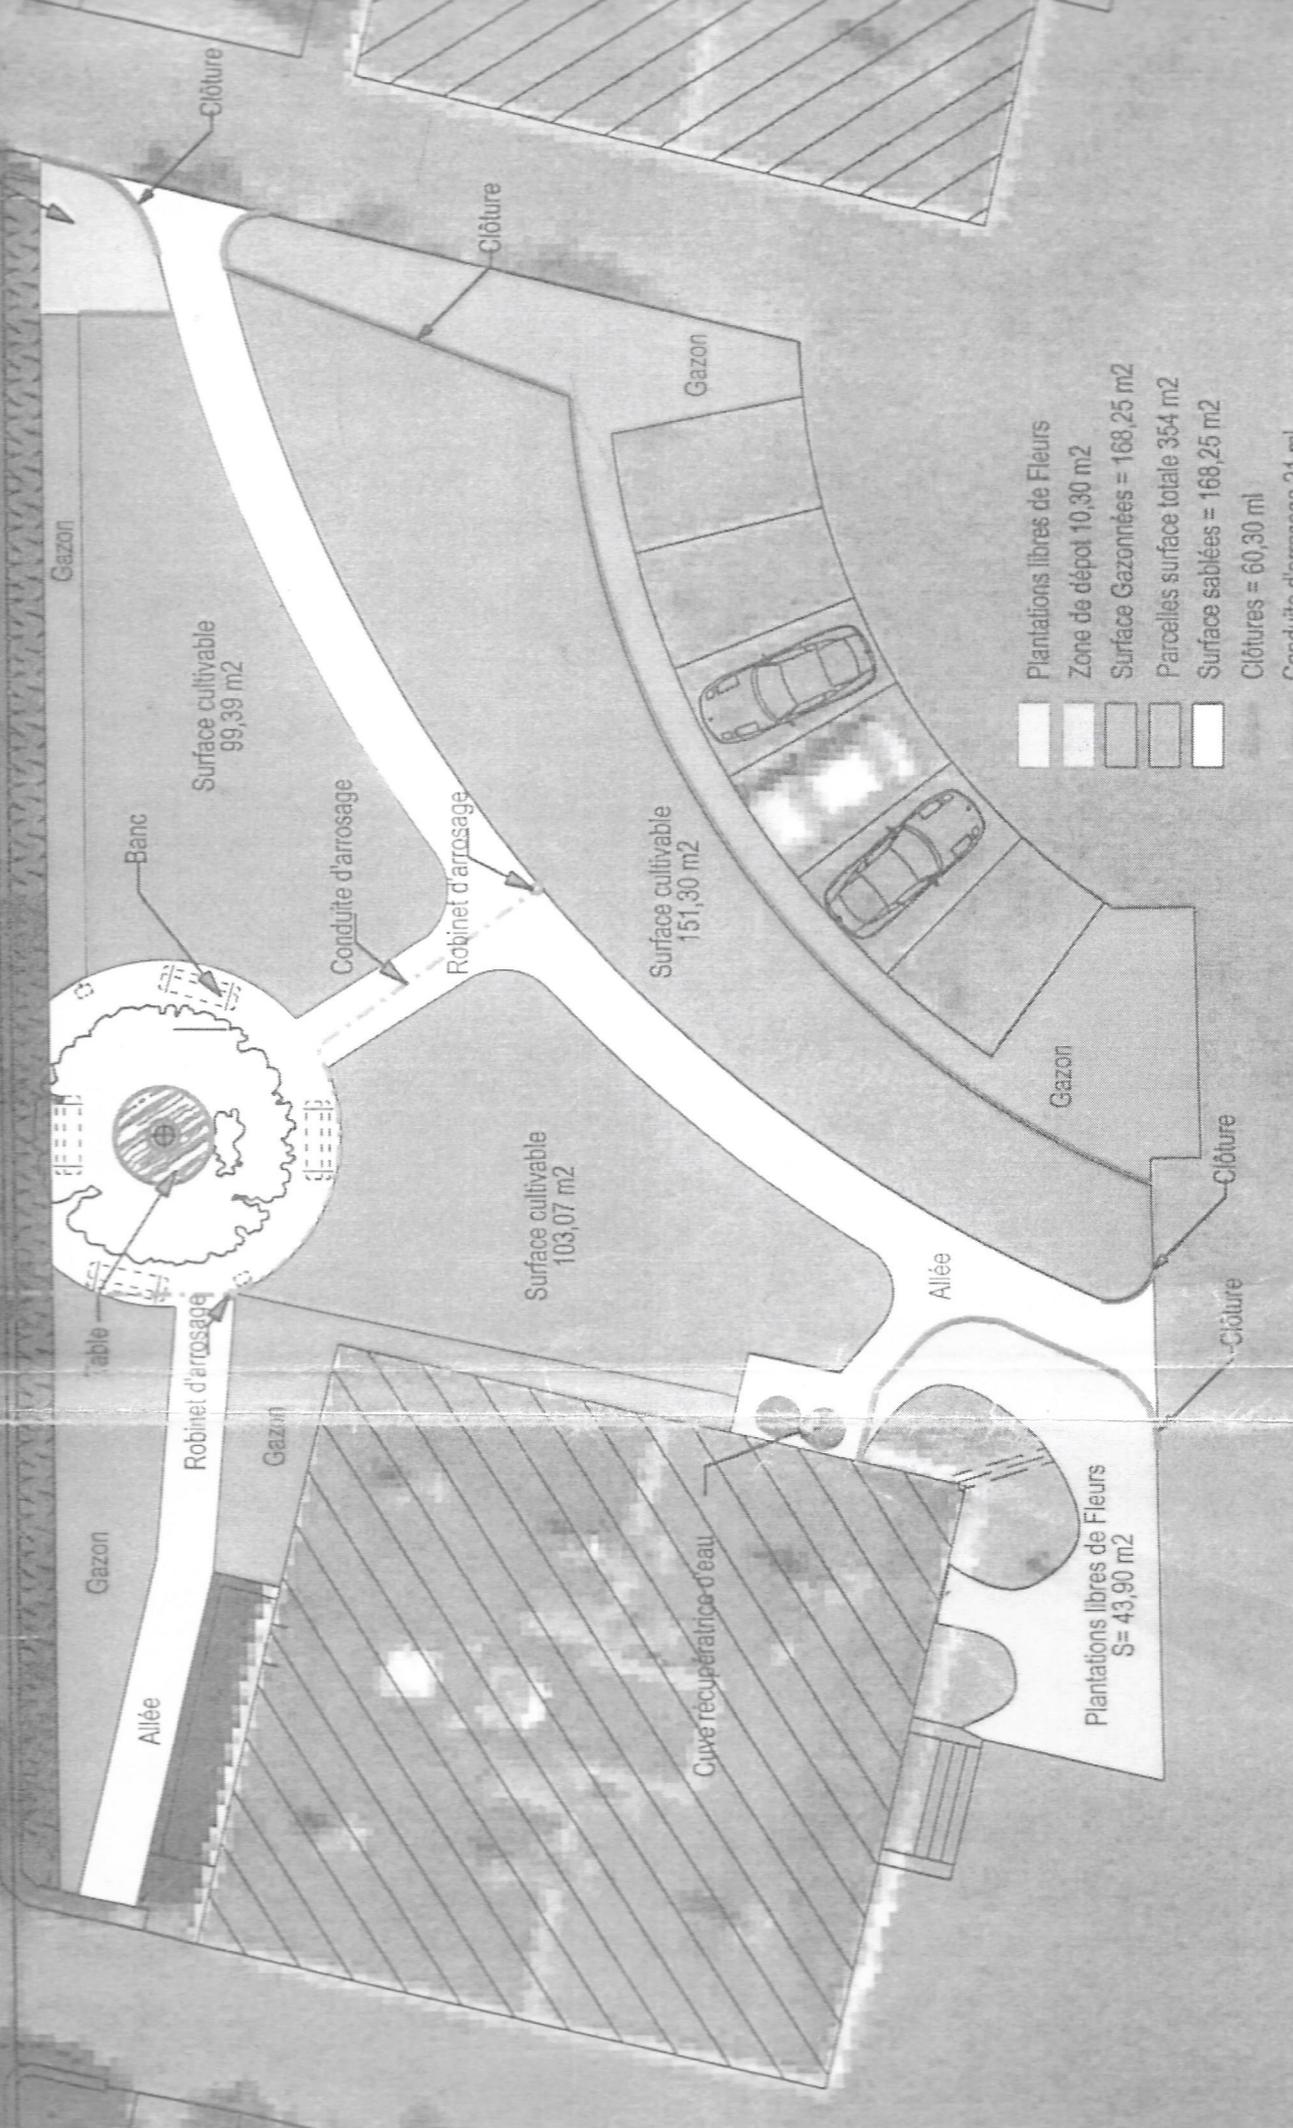 Gazon
Gazon
Table
Banc
Allée
Robinet d'arrosage
Surface cultivable
99,39 m2
Clôture
Gazon
Conduite d'arrosage
Robinet d'arrosage
Clôture
Surface cultivable
103,07 m2
Surface cultivable
151,30 m2
Cuve récupératrice d'eau
Gazon
Allée
Gazon
Plantations libres de Fleurs
S= 43,90 m2
Clôture
Clôture
Plantations libres de Fleurs
Zone de dépot 10,30 m2
Surface Gazonnées = 168,25 m2
Parcelles surface totale 354 m2
Surface sablées = 168,25 m2
Clôtures = 60,30 ml